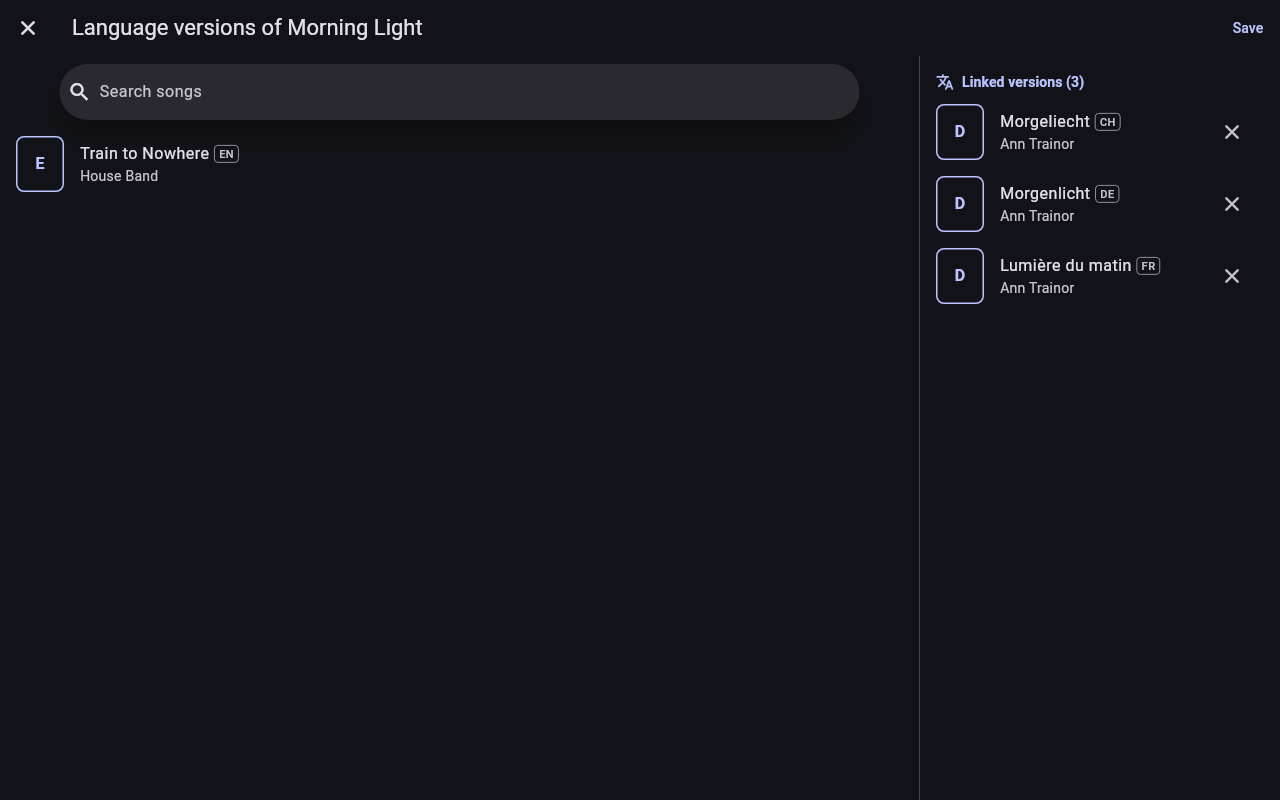 Language versions of Morning Light
Save
Search songs
E
Train to Nowhere EN
House Band
Linked versions (3)
D
Morgeliecht CH
Ann Trainor
D
Morgenlicht DE
Ann Trainor
D
Lumière du matin FR
Ann Trainor